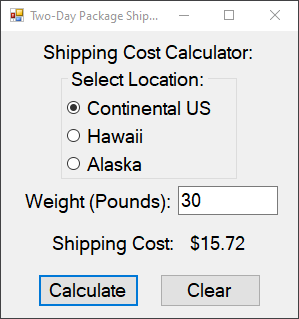 Two-Day Package Ship...
Shipping Cost Calculator:
Select Location:
Continental US
Hawaii
Alaska
Weight (Pounds): 30
Shipping Cost: $15.72
Calculate Clear